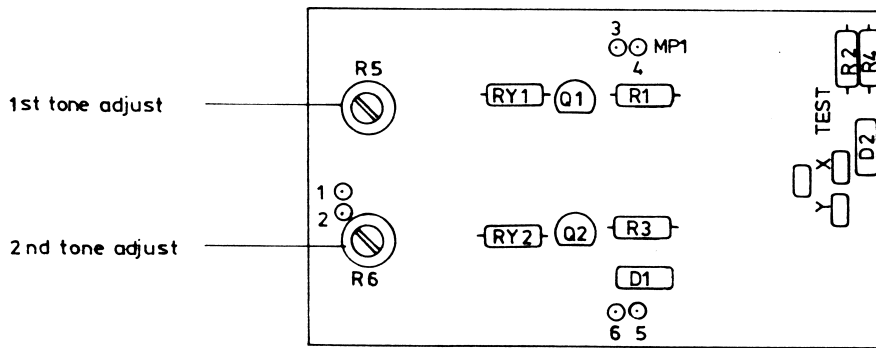 3
MP1
4
R5
1st tone adjust
RY1
Q1
R1
R2
R4
TEST
D2
X
Y
1
2
2nd tone adjust
R6
RY2
Q2
R3
D1
6
5